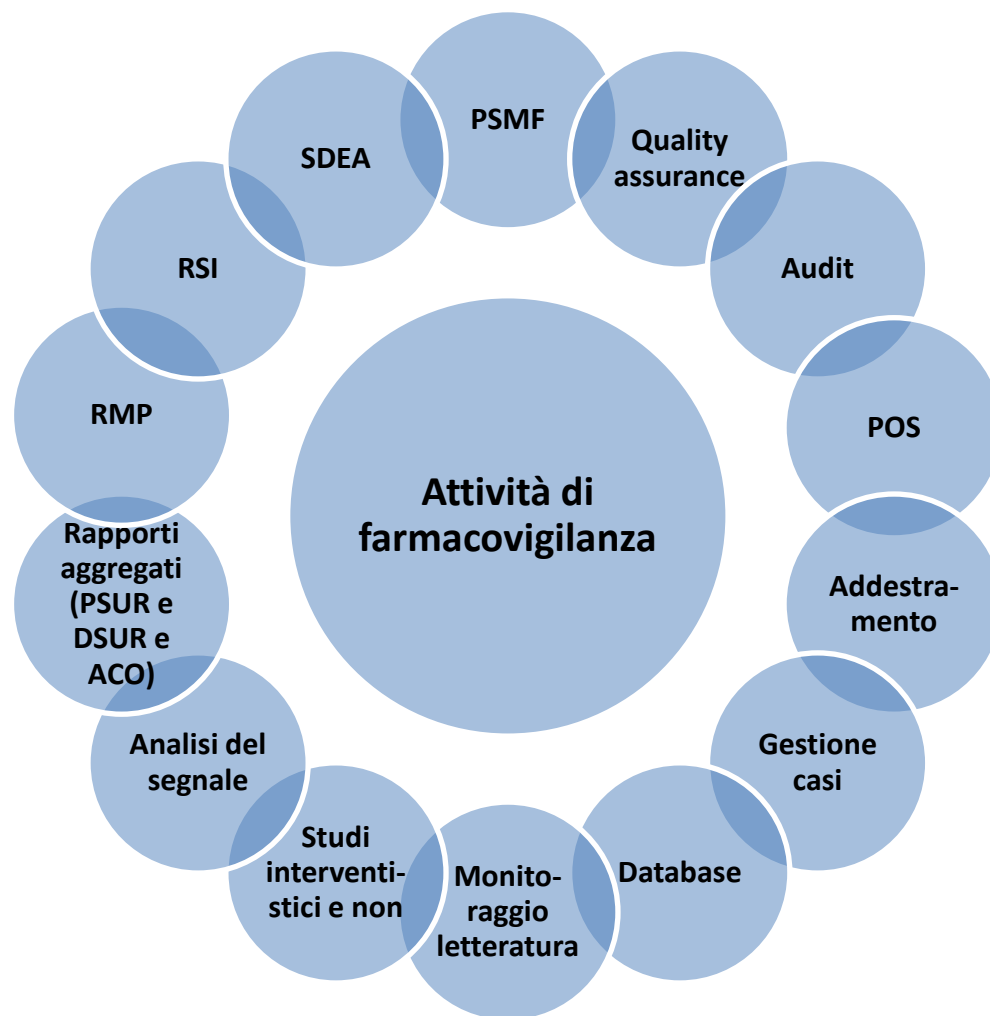 PSMF
Quality
assurance
Audit
POS
Addestra-
mento
Gestione
casi
Database
Monito-
raggio
letteratura
Studi
interventi-
stici e non
Analisi del
segnale
Rapporti
aggregati
(PSUR e
DSUR e
ACO)
RMP
RSI
SDEA
Attività di
farmacovigilanza